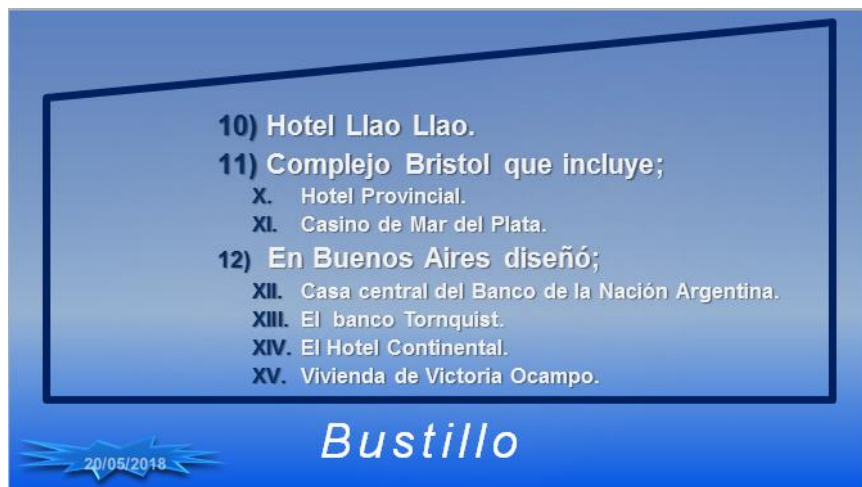 10) Hotel Llao Llao.
11) Complejo Bristol que incluye;
X. Hotel Provincial.
XI. Casino de Mar del Plata.
12) En Buenos Aires diseñó;
XII. Casa central del Banco de la Nación Argentina.
XIII. El banco Tornquist.
XIV. El Hotel Continental.
XV. Vivienda de Victoria Ocampo.
Bustillo
20/05/2018